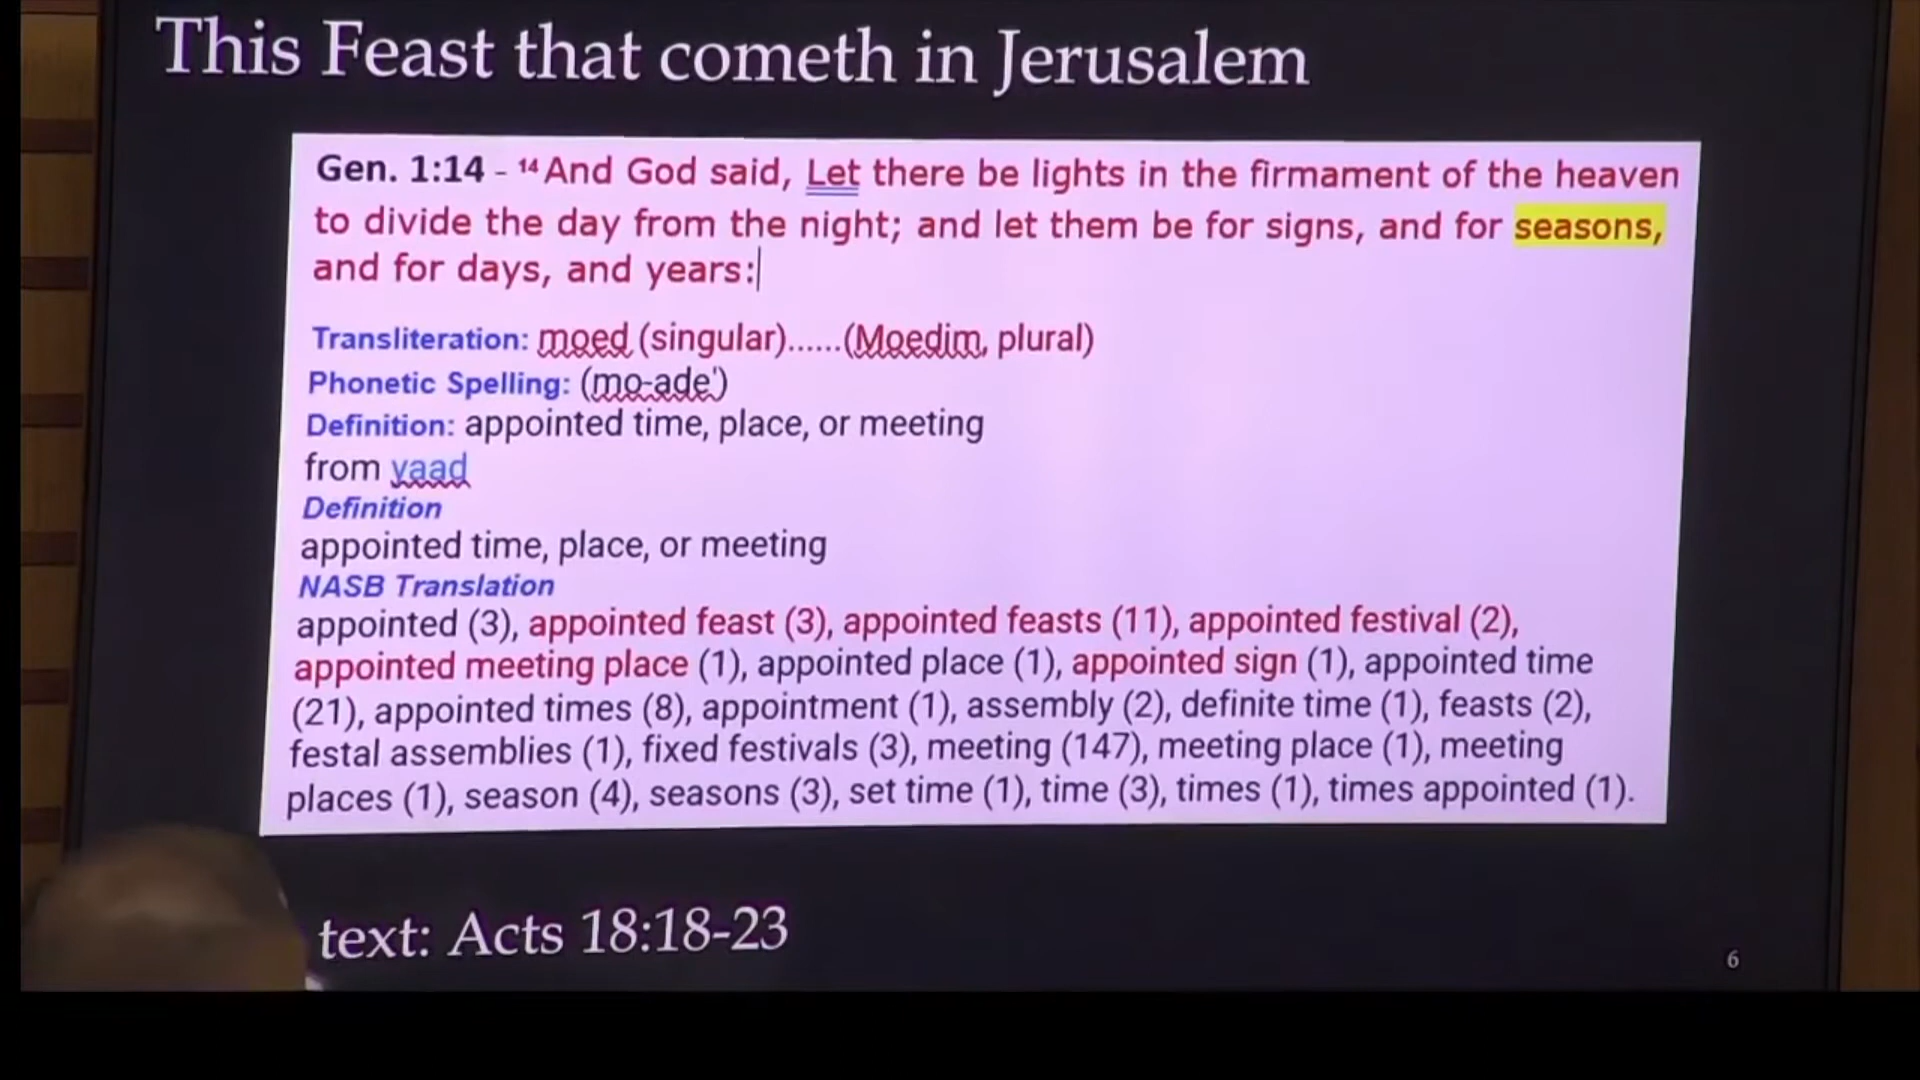 This Feast that cometh in Jerusalem
Gen. 1:14 - ¹⁴And God said, Let there be lights in the firmament of the heaven
to divide the day from the night; and let them be for signs, and for seasons,
and for days, and years:
Transliteration: moed (singular)......(Moedim, plural)
Phonetic Spelling: (mo-ade')
Definition: appointed time, place, or meeting
from yaad
Definition
appointed time, place, or meeting
NASB Translation
appointed (3), appointed feast (3), appointed feasts (11), appointed festival (2),
appointed meeting place (1), appointed place (1), appointed sign (1), appointed time
(21), appointed times (8), appointment (1), assembly (2), definite time (1), feasts (2),
festal assemblies (1), fixed festivals (3), meeting (147), meeting place (1), meeting
places (1), season (4), seasons (3), set time (1), time (3), times (1), times appointed (1).
text: Acts 18:18-23
6